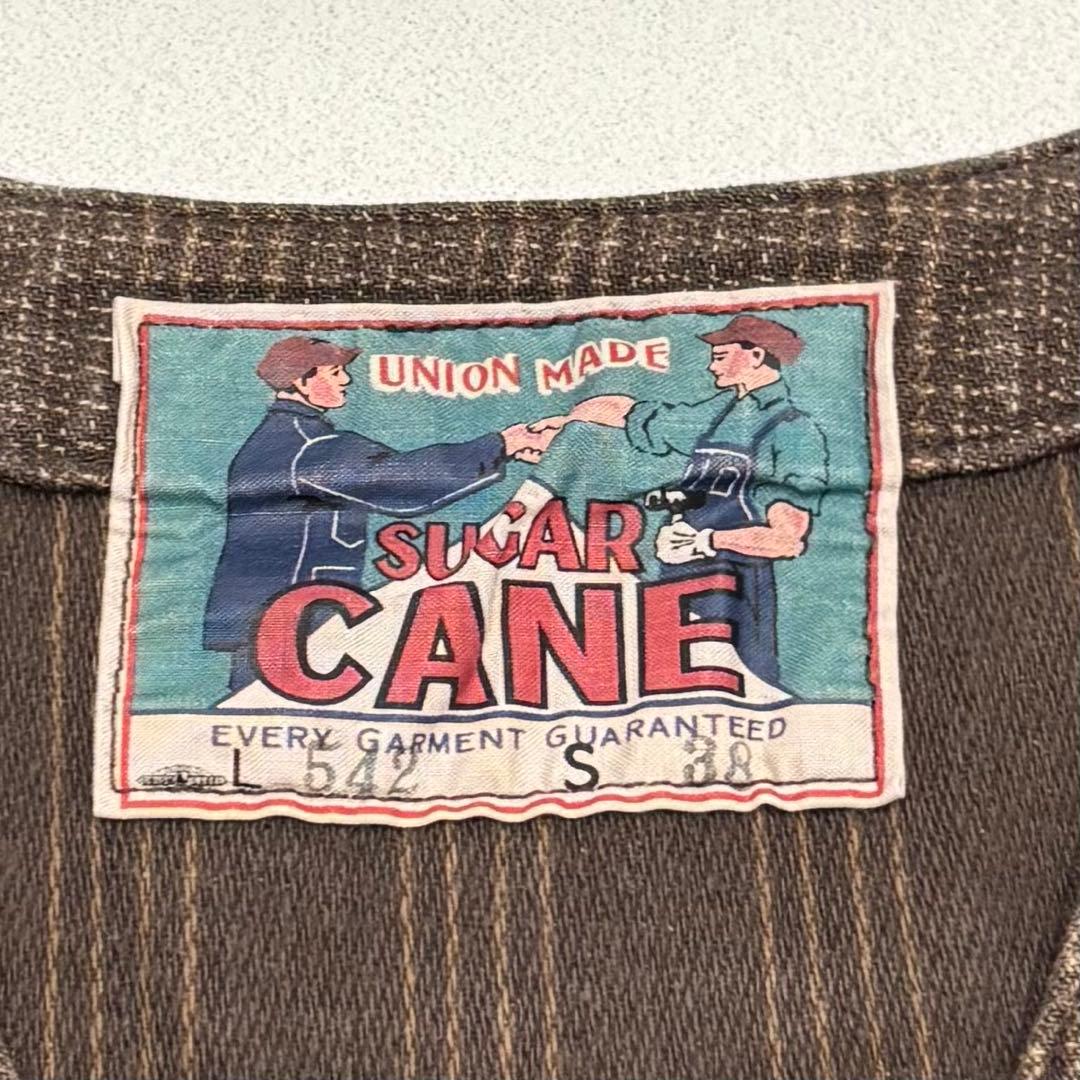 UNION MADE
SUGAR
CANE
EVERY GARMENT GUARANTEED
L 542 S 38